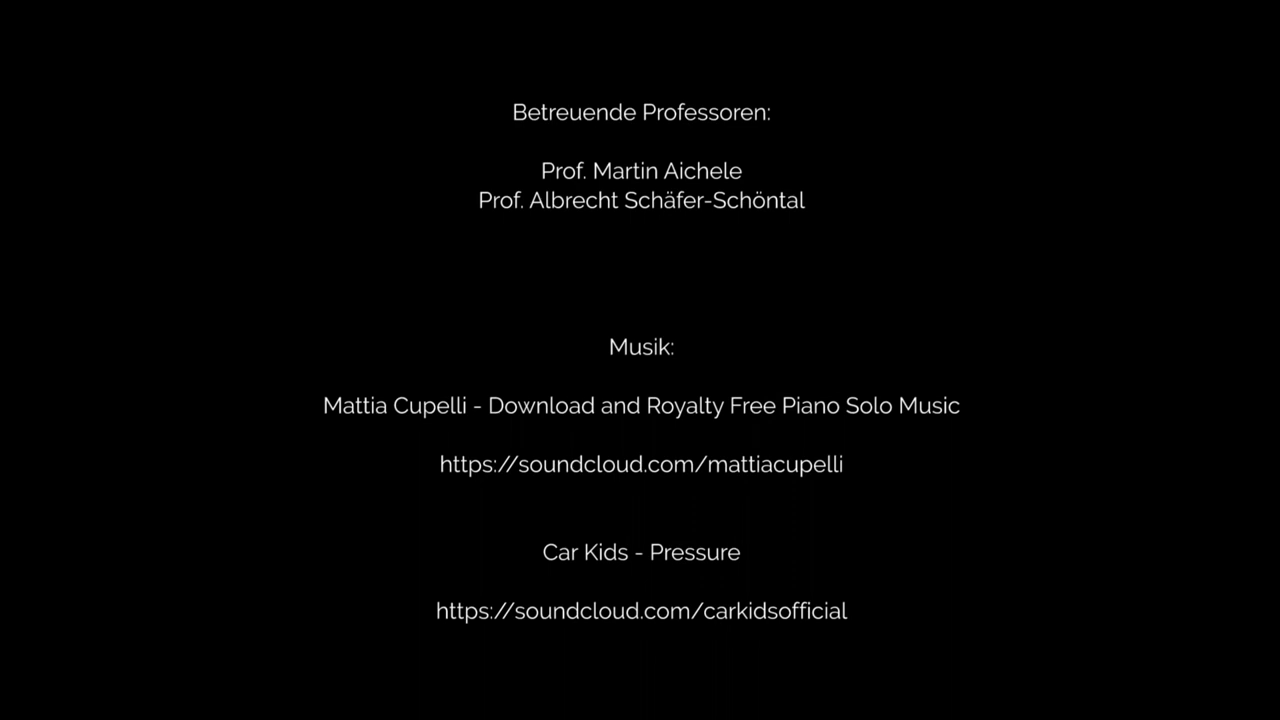 Betreuende Professoren:
Prof. Martin Aichele
Prof. Albrecht Schäfer-Schöntal
Musik:
Mattia Cupelli - Download and Royalty Free Piano Solo Music
https://soundcloud.com/mattiacupelli
Car Kids - Pressure
https://soundcloud.com/carkidsofficial